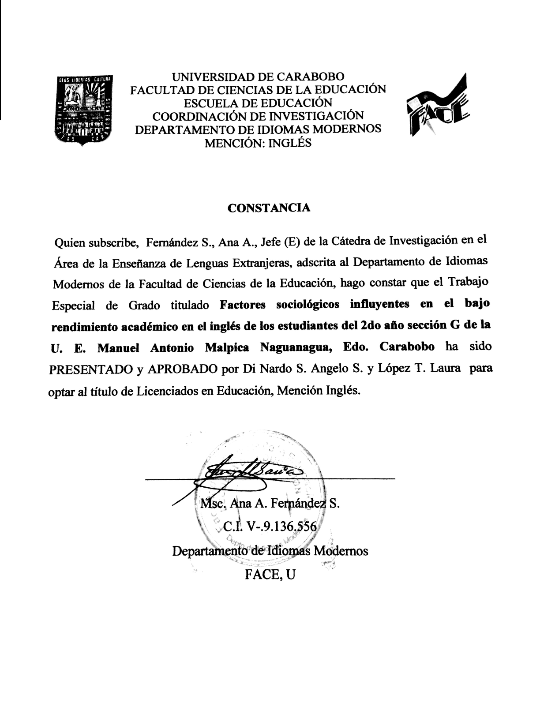 UNIVERSIDAD DE CARABOBO
FACULTAD DE CIENCIAS DE LA EDUCACIÓN
ESCUELA DE EDUCACIÓN
COORDINACIÓN DE INVESTIGACIÓN
DEPARTAMENTO DE IDIOMAS MODERNOS
MENCIÓN: INGLÉS
FACE
CONSTANCIA
Quien subscribe, Fernández S., Ana A., Jefe (E) de la Cátedra de Investigación en el
Área de la Enseñanza de Lenguas Extranjeras, adscrita al Departamento de Idiomas
Modernos de la Facultad de Ciencias de la Educación, hago constar que el Trabajo
Especial de Grado titulado Factores sociológicos influyentes en el bajo
rendimiento académico en el inglés de los estudiantes del 2do año sección G de la
U. E. Manuel Antonio Malpica Naguanagua, Edo. Carabobo ha sido
PRESENTADO y APROBADO por Di Nardo S. Angelo S. y López T. Laura para
optar al título de Licenciados en Educación, Mención Inglés.
Msc, Ana A. Fernández S.
C.I. V-.9.136.556
Departamento de Idiomas Modernos
FACE, U